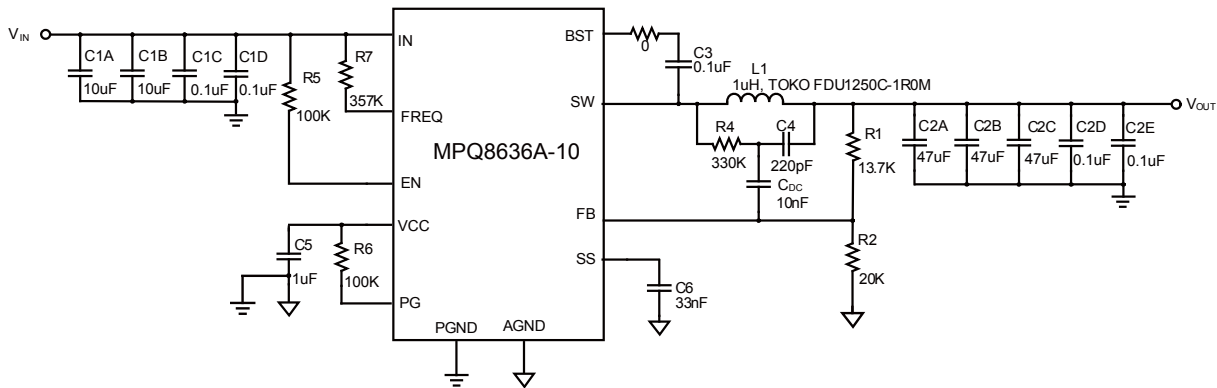 VIN
C1A
10uF
C1B
10uF
C1C
0.1uF
C1D
0.1uF
R5
100K
R7
357K
IN
FREQ
EN
VCC
PG
PGND
AGND
MPQ8636A-10
BST
SW
FB
SS
C5
1uF
R6
100K
0
C3
0.1uF
L1
1uH, TOKO FDU1250C-1R0M
R4
330K
C4
220pF
CDC
10nF
R1
13.7K
R2
20K
C6
33nF
C2A
47uF
C2B
47uF
C2C
47uF
C2D
0.1uF
C2E
0.1uF
VOUT